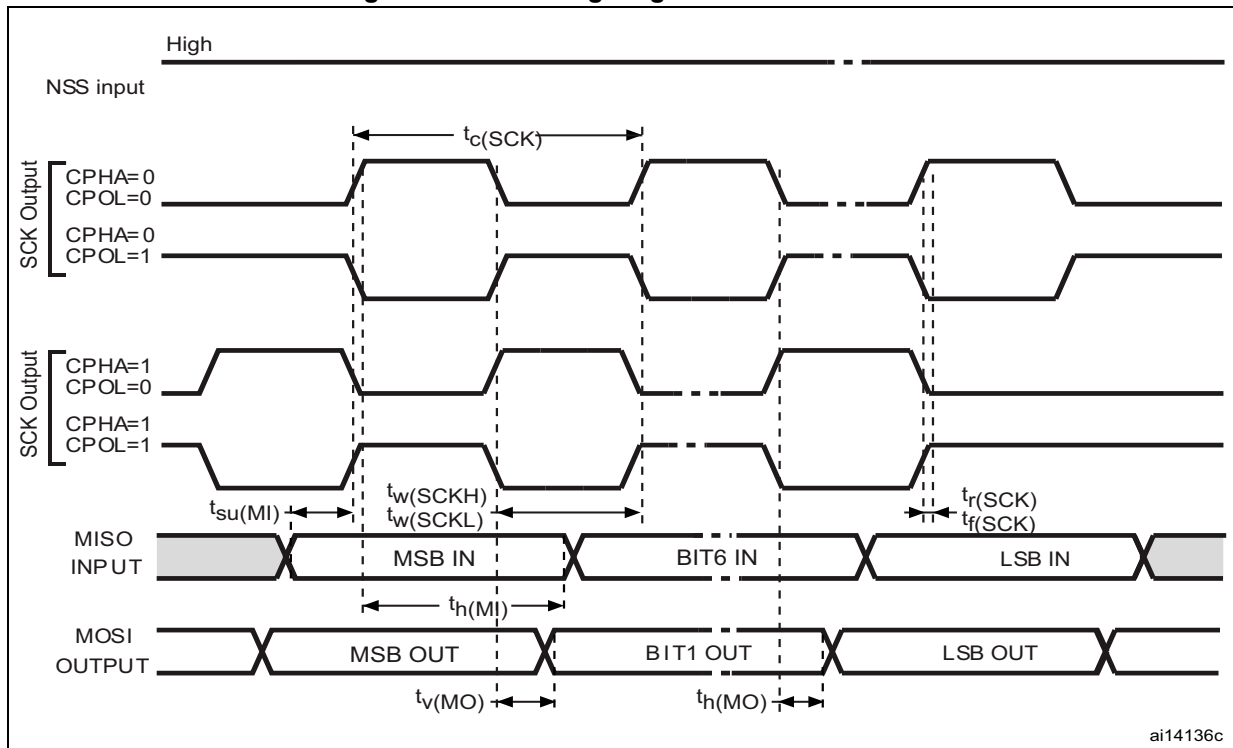 High
NSS input
tc(SCK)
SCK Output
CPHA=0
CPOL=0
CPHA=0
CPOL=1
SCK Output
CPHA=1
CPOL=0
CPHA=1
CPOL=1
tsu(MI)
tw(SCKH)
tw(SCKL)
tr(SCK)
tf(SCK)
MISO
INPUT
MSB IN
BIT6 IN
LSB IN
th(MI)
MOSI
OUTPUT
MSB OUT
BIT1 OUT
LSB OUT
tv(MO)
th(MO)
ai14136c